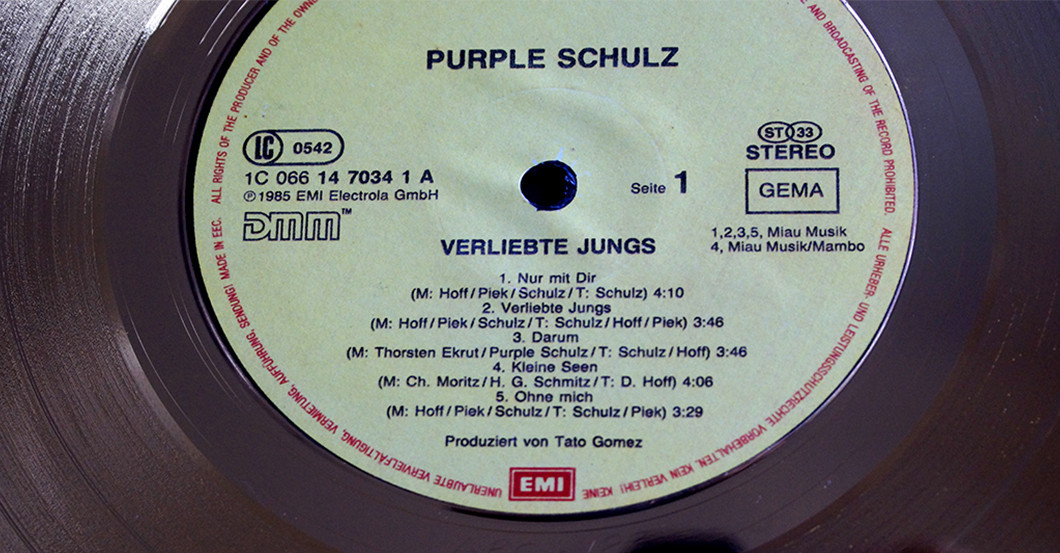 PURPLE SCHULZ
LC 0542
1C 066 14 7034 1 A
℗ 1985 EMI Electrola GmbH
DMM™
Seite 1
ST 33
STEREO
GEMA
1,2,3,5, Miau Musik
4, Miau Musik/Mambo
VERLIEBTE JUNGS
1. Nur mit Dir
(M: Hoff/Piek/Schulz/T: Schulz) 4:10
2. Verliebte Jungs
(M: Hoff/Piek/Schulz/T: Schulz/Hoff/Piek) 3:46
3. Darum
(M: Thorsten Ekrut/Purple Schulz/T: Schulz/Hoff) 3:46
4. Kleine Seen
(M: Ch. Moritz/H. G. Schmitz/T: D. Hoff) 4:06
5. Ohne mich
(M: Hoff/Piek/Schulz/T: Schulz/Piek) 3:29
Produziert von Tato Gomez
EMI
MADE IN EEC. ALL RIGHTS OF THE PRODUCER AND OF THE
AND BROADCASTING OF THE RECORD PROHIBITED. ALLE URHEBER- UND LEISTUNGSSCHUTZRECHTE VORBEHALTEN. KEIN VERLEIH! KEINE
UNERLAUBTE VERVIELFÄLTIGUNG, VERMIETUNG, AUFFÜHRUNG, SENDUNG!